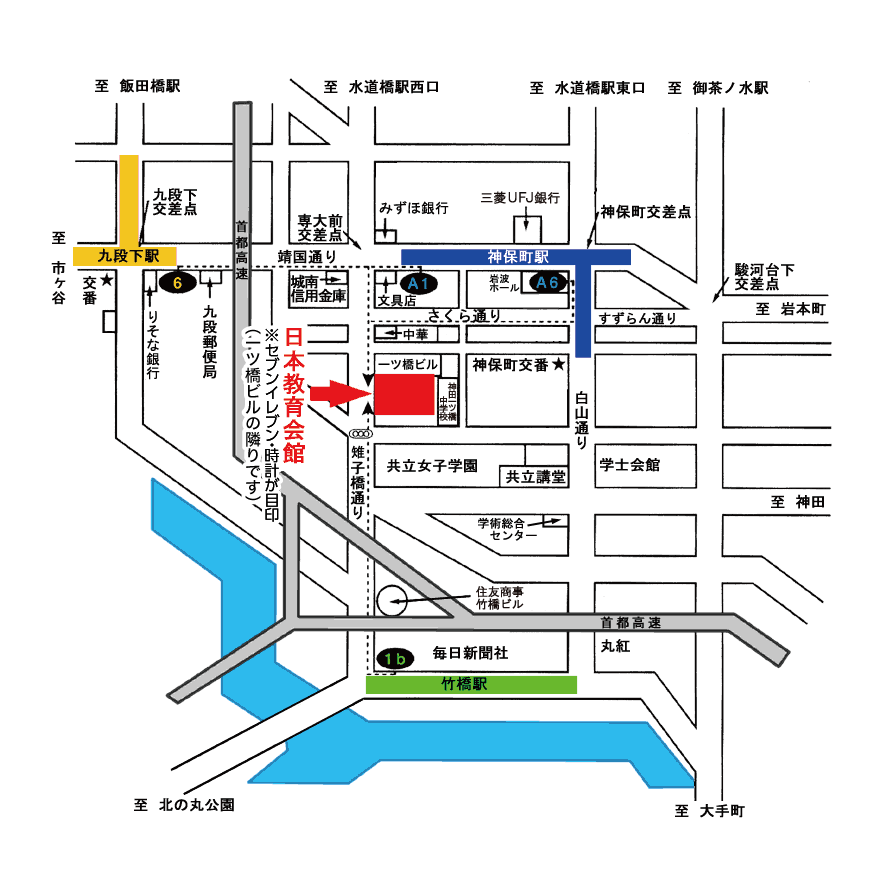 至 飯田橋駅
至 水道橋駅西口
至 水道橋駅東口
至 御茶ノ水駅
九段下
交差点
専大前
交差点
みずほ銀行
三菱UFJ銀行
神保町交差点
至
市ヶ谷
九段下駅
首都高速
靖国通り
神保町駅
駿河台下
交差点
交番★
6
城南
信用金庫
A1
文具店
岩波
ホール
A6
至 岩本町
りそな銀行
九段郵便局
さくら通り
すずらん通り
中華
日本教育会館
※セブンイレブン・時計が目印
(一ツ橋ビルの隣りです)
一ツ橋ビル
神田一ツ橋
中学校
神保町交番★
白山通り
雉子橋通り
共立女子学園
共立講堂
学士会館
至 神田
学術総合
センター
住友商事
竹橋ビル
首都高速
丸紅
1b
毎日新聞社
竹橋駅
至 北の丸公園
至 大手町